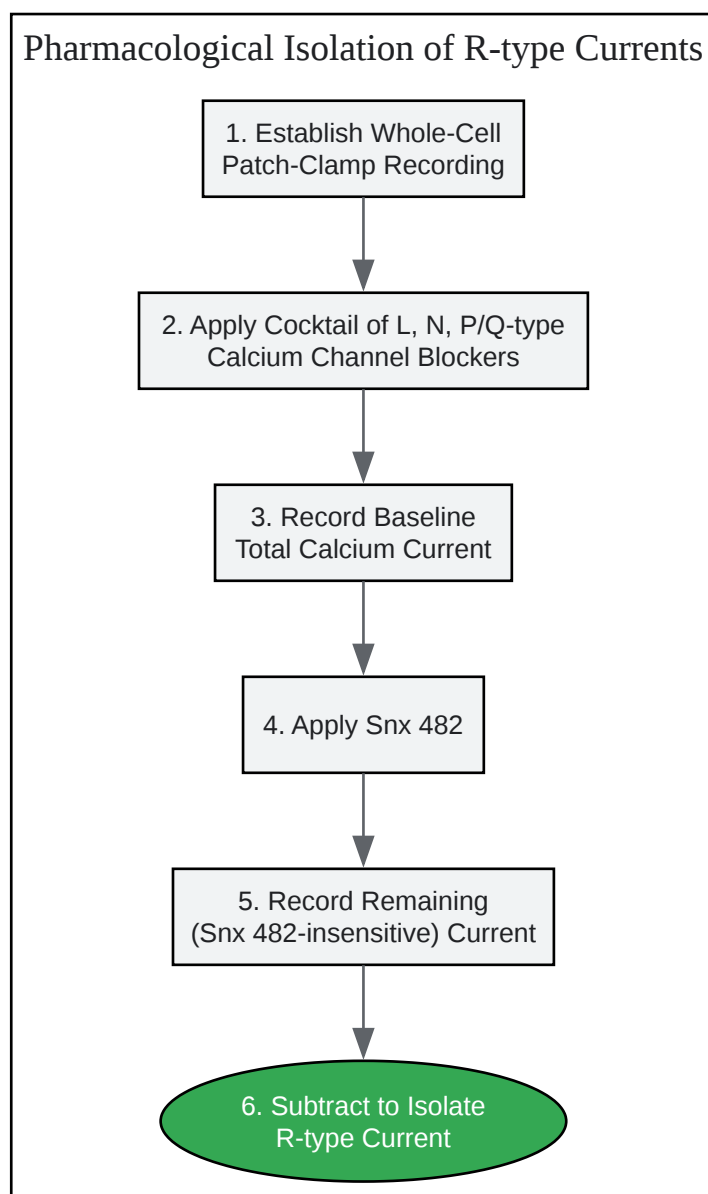 Pharmacological Isolation of R-type Currents
1. Establish Whole-Cell
Patch-Clamp Recording
2. Apply Cocktail of L, N, P/Q-type
Calcium Channel Blockers
3. Record Baseline
Total Calcium Current
4. Apply Snx 482
5. Record Remaining
(Snx 482-insensitive) Current
6. Subtract to Isolate
R-type Current